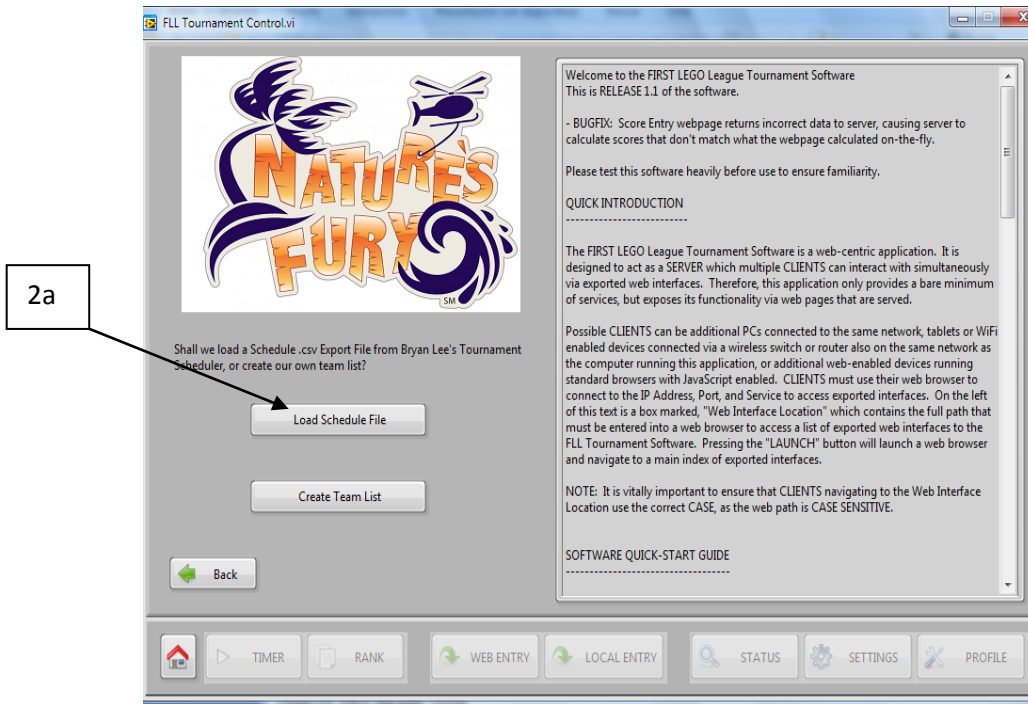 FLL Tournament Control.vi
NATURE'S
FURY
SM
2a
Shall we load a Schedule .csv Export File from Bryan Lee's Tournament
Scheduler, or create our own team list?
Load Schedule File
Create Team List
Back
Welcome to the FIRST LEGO League Tournament Software
This is RELEASE 1.1 of the software.
- BUGFIX: Score Entry webpage returns incorrect data to server, causing server to
calculate scores that don't match what the webpage calculated on-the-fly.
Please test this software heavily before use to ensure familiarity.
QUICK INTRODUCTION
--------------------------
The FIRST LEGO League Tournament Software is a web-centric application. It is
designed to act as a SERVER which multiple CLIENTS can interact with simultaneously
via exported web interfaces. Therefore, this application only provides a bare minimum
of services, but exposes its functionality via web pages that are served.
Possible CLIENTS can be additional PCs connected to the same network, tablets or WiFi
enabled devices connected via a wireless switch or router also on the same network as
the computer running this application, or additional web-enabled devices running
standard browsers with JavaScript enabled. CLIENTS must use their web browser to
connect to the IP Address, Port, and Service to access exported interfaces. On the left
of this text is a box marked, "Web Interface Location" which contains the full path that
must be entered into a web browser to access a list of exported web interfaces to the
FLL Tournament Software. Pressing the "LAUNCH" button will launch a web browser
and navigate to a main index of exported interfaces.
NOTE: It is vitally important to ensure that CLIENTS navigating to the Web Interface
Location use the correct CASE, as the web path is CASE SENSITIVE.
SOFTWARE QUICK-START GUIDE
-----------------------------------
TIMER RANK WEB ENTRY LOCAL ENTRY STATUS SETTINGS PROFILE